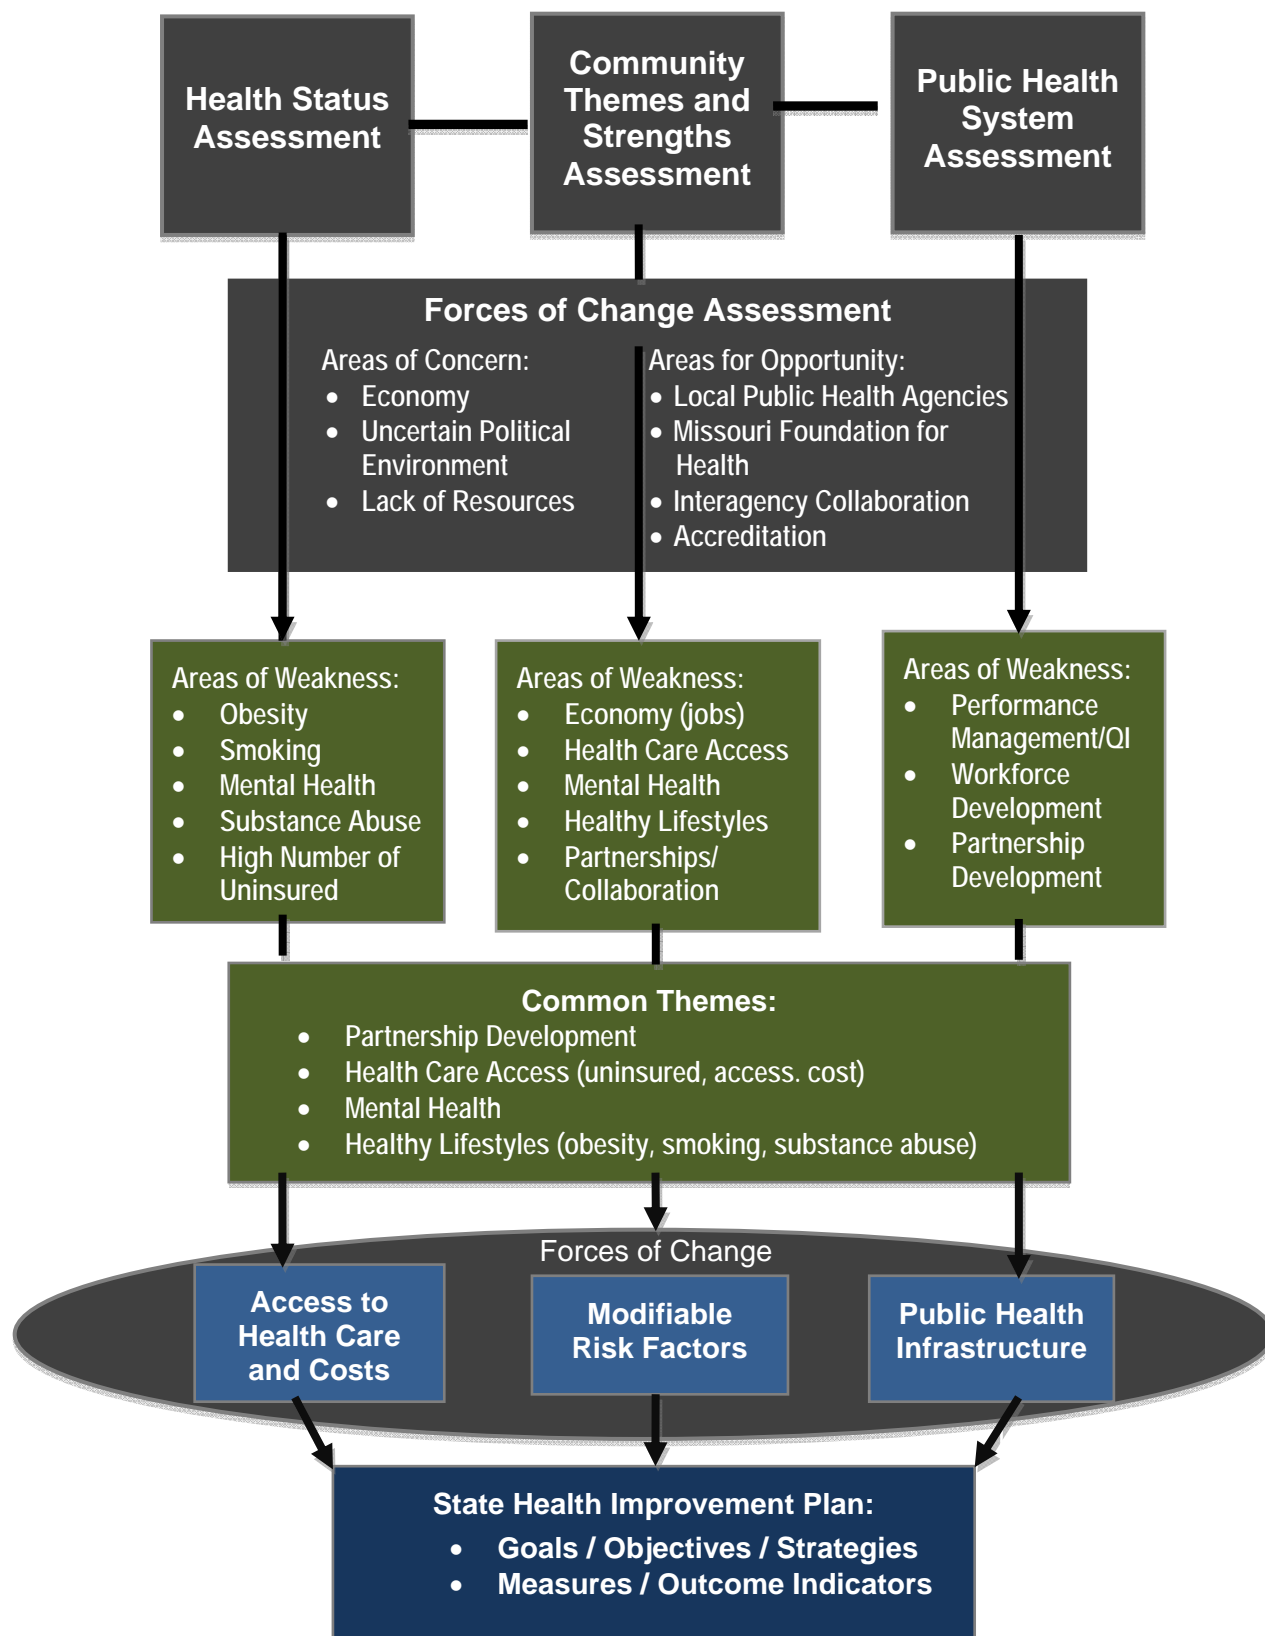 Health Status
Assessment
Community
Themes and
Strengths
Assessment
Public Health
System
Assessment
Forces of Change Assessment
Areas of Concern:
• Economy
• Uncertain Political
Environment
• Lack of Resources
Areas for Opportunity:
• Local Public Health Agencies
• Missouri Foundation for
Health
• Interagency Collaboration
• Accreditation
Areas of Weakness:
• Obesity
• Smoking
• Mental Health
• Substance Abuse
• High Number of
Uninsured
Areas of Weakness:
• Economy (jobs)
• Health Care Access
• Mental Health
• Healthy Lifestyles
• Partnerships/
Collaboration
Areas of Weakness:
• Performance
Management/QI
• Workforce
Development
• Partnership
Development
Common Themes:
• Partnership Development
• Health Care Access (uninsured, access. cost)
• Mental Health
• Healthy Lifestyles (obesity, smoking, substance abuse)
Forces of Change
Access to
Health Care
and Costs
Modifiable
Risk Factors
Public Health
Infrastructure
State Health Improvement Plan:
• Goals / Objectives / Strategies
• Measures / Outcome Indicators